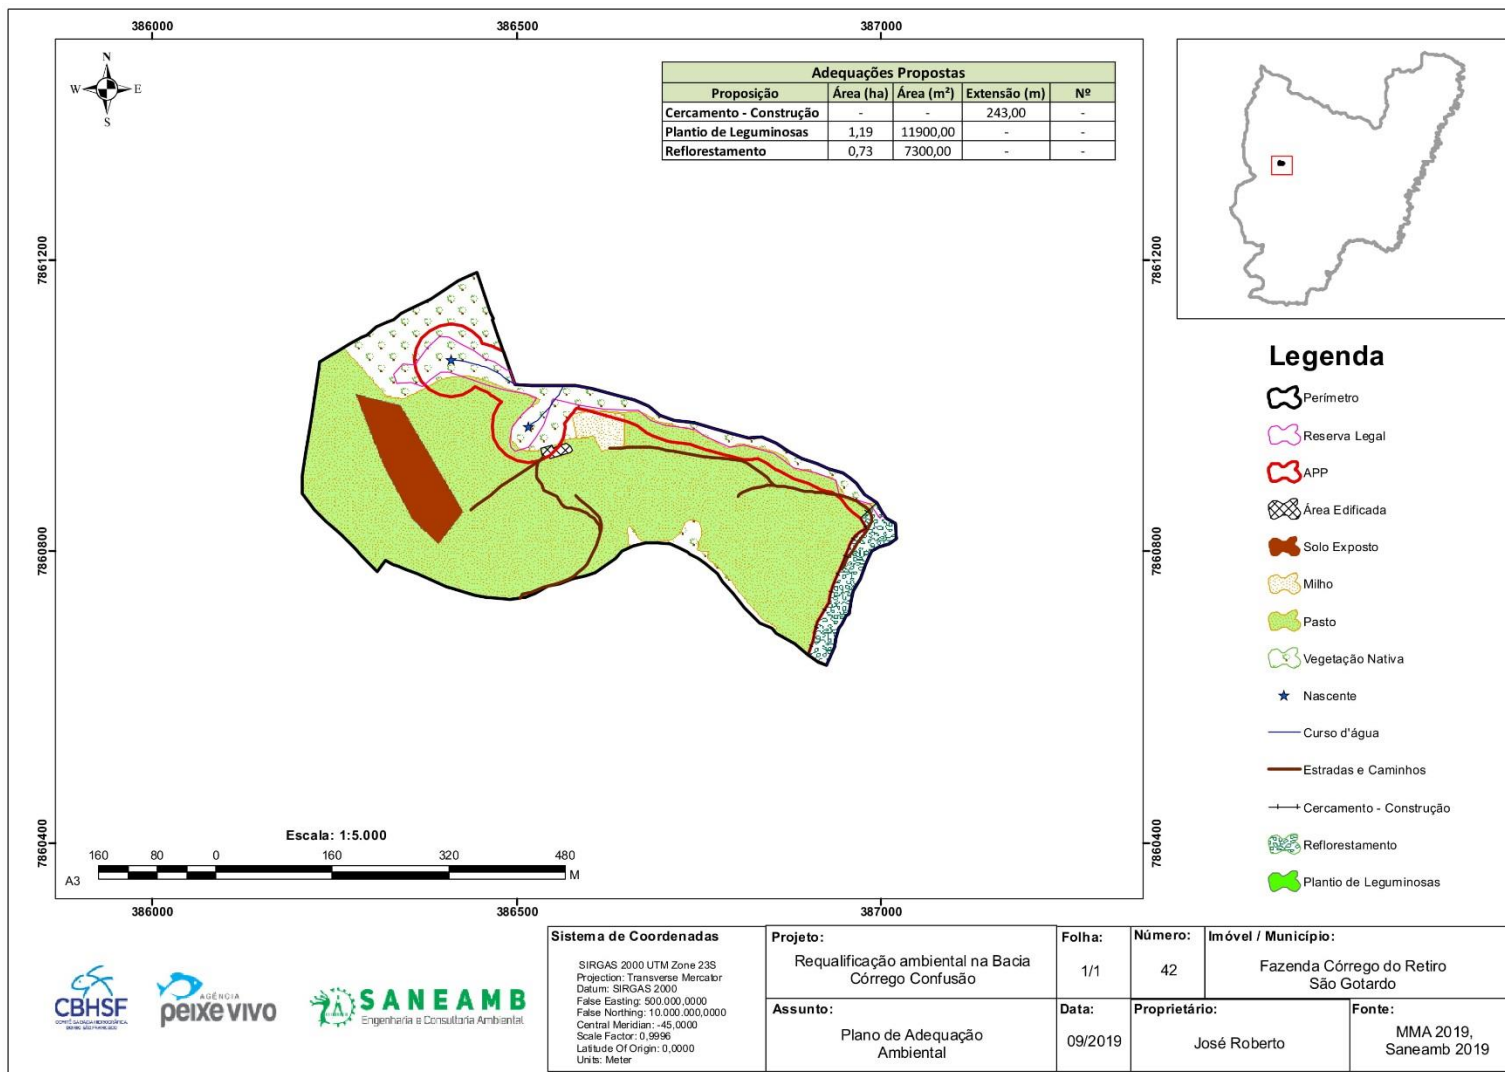 386000 386500 387000
N
W E
S
Adequações Propostas
Proposição Área (ha) Área (m²) Extensão (m) Nº
Cercamento - Construção - - 243,00 -
Plantio de Leguminosas 1,19 11900,00 - -
Reflorestamento 0,73 7300,00 - -
7861200 7861200
7860800 7860800
7860400 7860400
Legenda
Perímetro
Reserva Legal
APP
Área Edificada
Solo Exposto
Milho
Pasto
Vegetação Nativa
Nascente
Curso d'água
Estradas e Caminhos
Cercamento - Construção
Reflorestamento
Plantio de Leguminosas
Escala: 1:5.000
160 80 0 160 320 480
A3 M
386000 386500 387000
CBHSF
AGÊNCIA
peixe vivo
SANEAMB
Engenharia e Consultoria Ambiental
Sistema de Coordenadas
SIRGAS 2000 UTM Zone 23S
Projection: Transverse Mercator
Datum: SIRGAS 2000
False Easting: 500.000,0000
False Northing: 10.000.000,0000
Central Meridian: -45,0000
Scale Factor: 0,9996
Latitude Of Origin: 0,0000
Units: Meter
Projeto:
Requalificação ambiental na Bacia
Córrego Confusão
Folha:
1/1
Número:
42
Imóvel / Município:
Fazenda Córrego do Retiro
São Gotardo
Assunto:
Plano de Adequação
Ambiental
Data:
09/2019
Proprietário:
José Roberto
Fonte:
MMA 2019,
Saneamb 2019